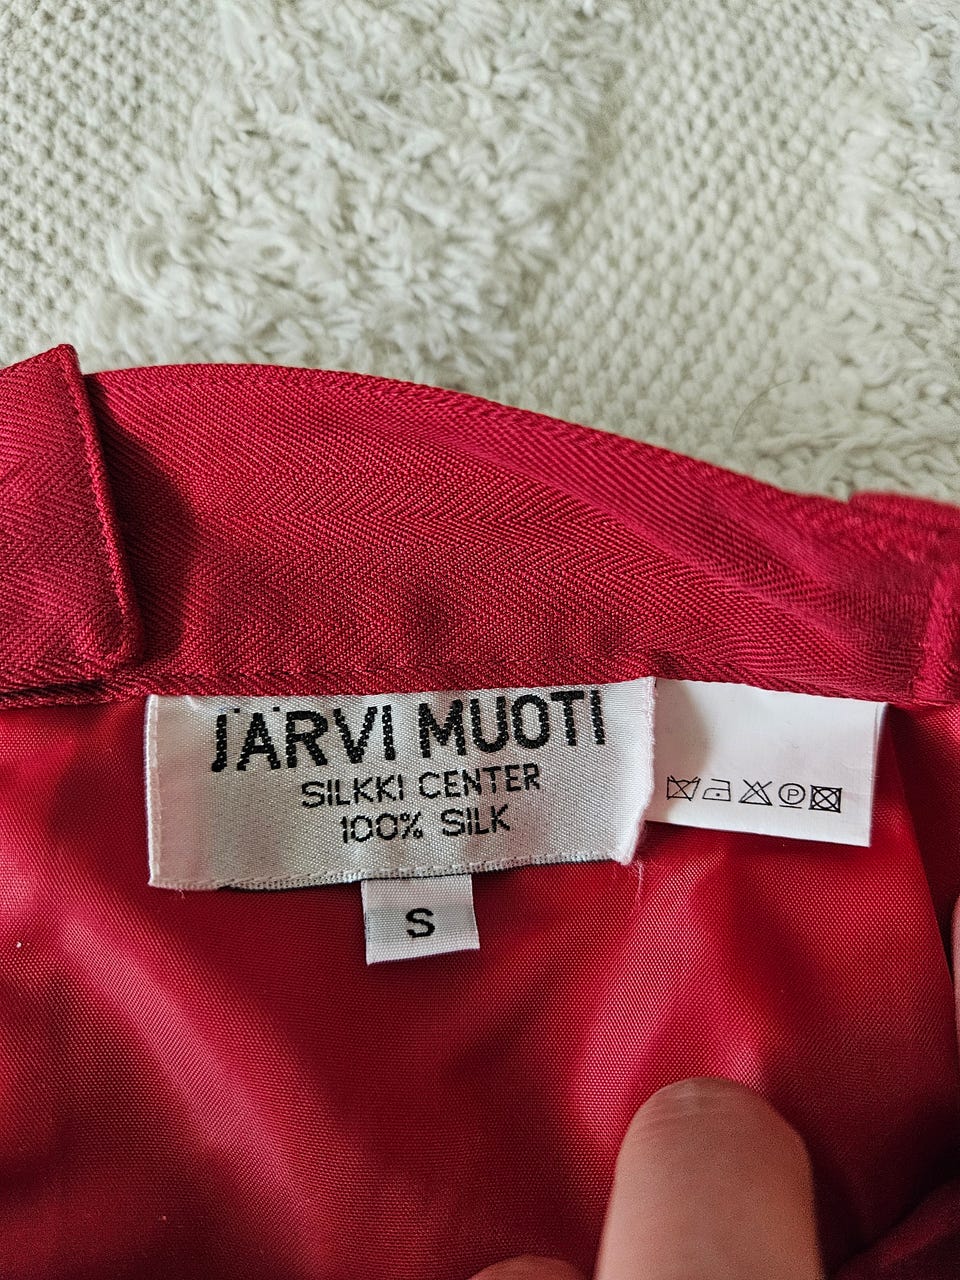 JÄRVI MUOTI
SILKKI CENTER
100% SILK
S
P